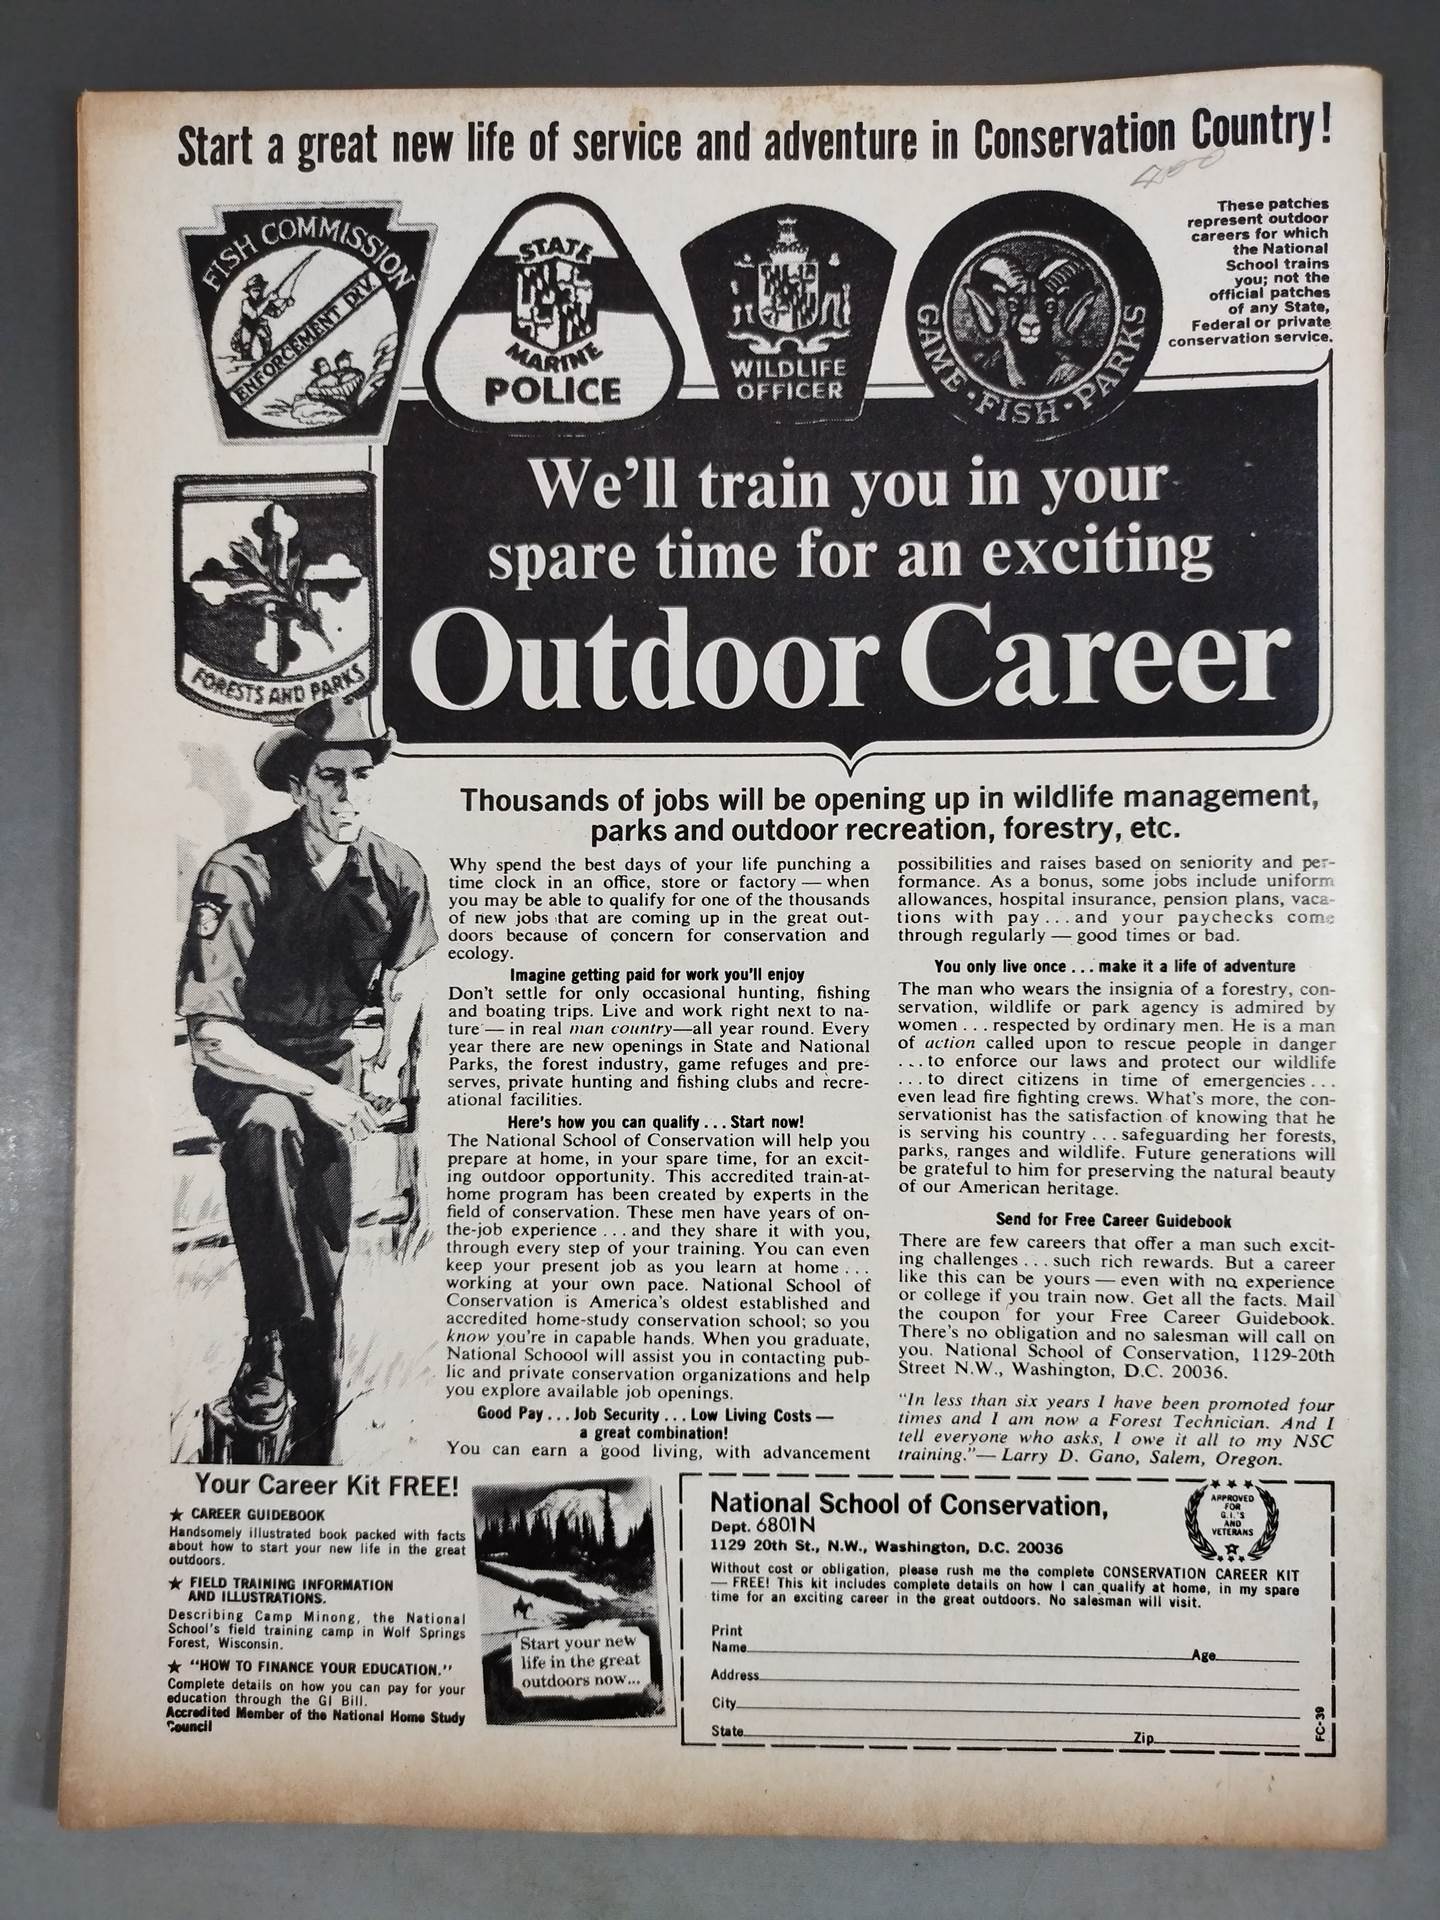 Start a great new life of service and adventure in Conservation Country!
400
FISH COMMISSION
ENFORCEMENT DIV.
STATE
MARINE
POLICE
WILDLIFE
OFFICER
GAME · FISH · PARKS
These patches
represent outdoor
careers for which
the National
School trains
you; not the
official patches
of any State,
Federal or private
conservation service.
FORESTS AND PARKS
We'll train you in your
spare time for an exciting
Outdoor Career
Thousands of jobs will be opening up in wildlife management,
parks and outdoor recreation, forestry, etc.
Why spend the best days of your life punching a
time clock in an office, store or factory — when
you may be able to qualify for one of the thousands
of new jobs that are coming up in the great out-
doors because of concern for conservation and
ecology.
Imagine getting paid for work you'll enjoy
Don't settle for only occasional hunting, fishing
and boating trips. Live and work right next to na-
ture — in real man country—all year round. Every
year there are new openings in State and National
Parks, the forest industry, game refuges and pre-
serves, private hunting and fishing clubs and recre-
ational facilities.
Here's how you can qualify . . . Start now!
The National School of Conservation will help you
prepare at home, in your spare time, for an excit-
ing outdoor opportunity. This accredited train-at-
home program has been created by experts in the
field of conservation. These men have years of on-
the-job experience . . . and they share it with you,
through every step of your training. You can even
keep your present job as you learn at home . . .
working at your own pace. National School of
Conservation is America's oldest established and
accredited home-study conservation school; so you
know you're in capable hands. When you graduate,
National Schoool will assist you in contacting pub-
lic and private conservation organizations and help
you explore available job openings.
Good Pay . . . Job Security . . . Low Living Costs —
a great combination!
You can earn a good living, with advancement
possibilities and raises based on seniority and per-
formance. As a bonus, some jobs include uniform
allowances, hospital insurance, pension plans, vaca-
tions with pay . . . and your paychecks come
through regularly — good times or bad.
You only live once . . . make it a life of adventure
The man who wears the insignia of a forestry, con-
servation, wildlife or park agency is admired by
women . . . respected by ordinary men. He is a man
of action called upon to rescue people in danger
. . . to enforce our laws and protect our wildlife
. . . to direct citizens in time of emergencies . . .
even lead fire fighting crews. What's more, the con-
servationist has the satisfaction of knowing that he
is serving his country . . . safeguarding her forests,
parks, ranges and wildlife. Future generations will
be grateful to him for preserving the natural beauty
of our American heritage.
Send for Free Career Guidebook
There are few careers that offer a man such excit-
ing challenges . . . such rich rewards. But a career
like this can be yours — even with no experience
or college if you train now. Get all the facts. Mail
the coupon for your Free Career Guidebook.
There's no obligation and no salesman will call on
you. National School of Conservation, 1129-20th
Street N.W., Washington, D.C. 20036.
"In less than six years I have been promoted four
times and I am now a Forest Technician. And I
tell everyone who asks, I owe it all to my NSC
training."— Larry D. Gano, Salem, Oregon.
Your Career Kit FREE!
★ CAREER GUIDEBOOK
Handsomely illustrated book packed with facts
about how to start your new life in the great
outdoors.
★ FIELD TRAINING INFORMATION
AND ILLUSTRATIONS.
Describing Camp Minong, the National
School's field training camp in Wolf Springs
Forest, Wisconsin.
★ "HOW TO FINANCE YOUR EDUCATION."
Complete details on how you can pay for your
education through the GI Bill.
Accredited Member of the National Home Study
Council
Start your new
life in the great
outdoors now...
National School of Conservation,
Dept. 6801N
1129 20th St., N.W., Washington, D.C. 20036
APPROVED
FOR
G.I.'S
AND
VETERANS
Without cost or obligation, please rush me the complete CONSERVATION CAREER KIT
— FREE! This kit includes complete details on how I can qualify at home, in my spare
time for an exciting career in the great outdoors. No salesman will visit.
Print
Name Age
Address
City
State Zip
FC-39